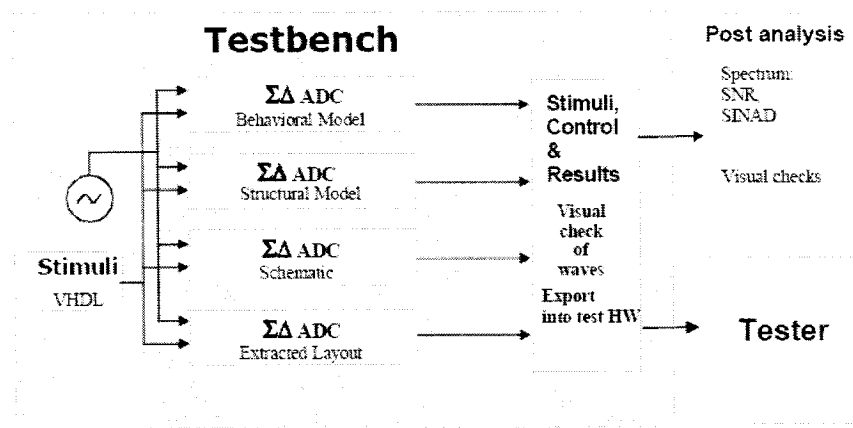 Testbench
Post analysis
ΣΔ ADC
Behavioral Model
ΣΔ ADC
Structural Model
Stimuli
VHDL
ΣΔ ADC
Schematic
ΣΔ ADC
Extracted Layout
Stimuli,
Control
&
Results
Visual
check
of
waves
Export
into test HW
Spectrum:
SNR,
SINAD
Visual checks
Tester